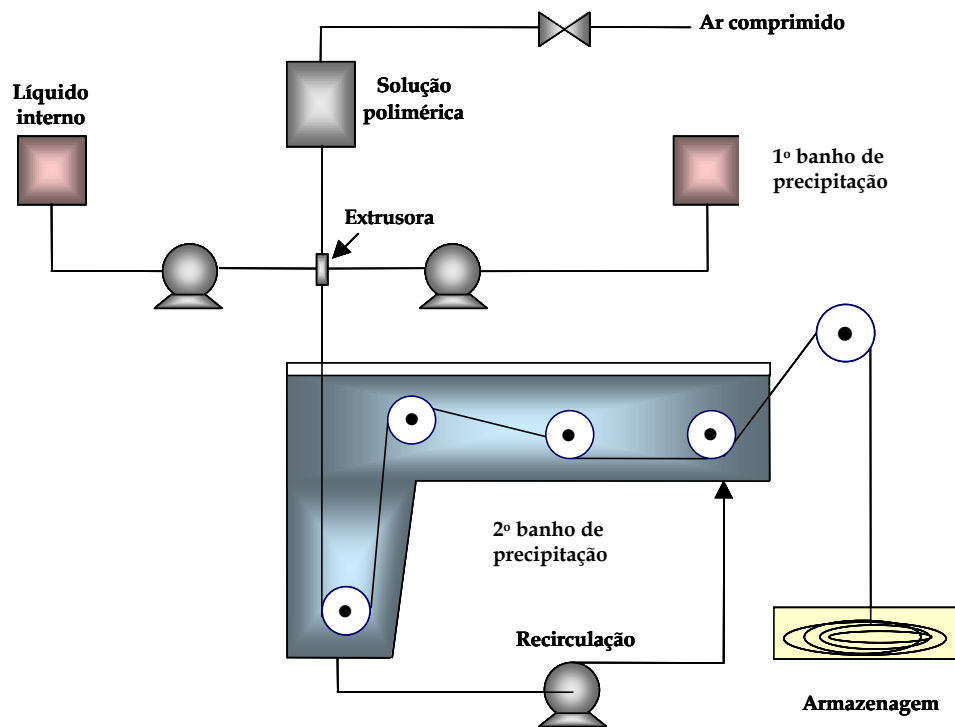 Ar comprimido
Solução
polimérica
Líquido
interno
1º banho de
precipitação
Extrusora
2º banho de
precipitação
Recirculação
Armazenagem